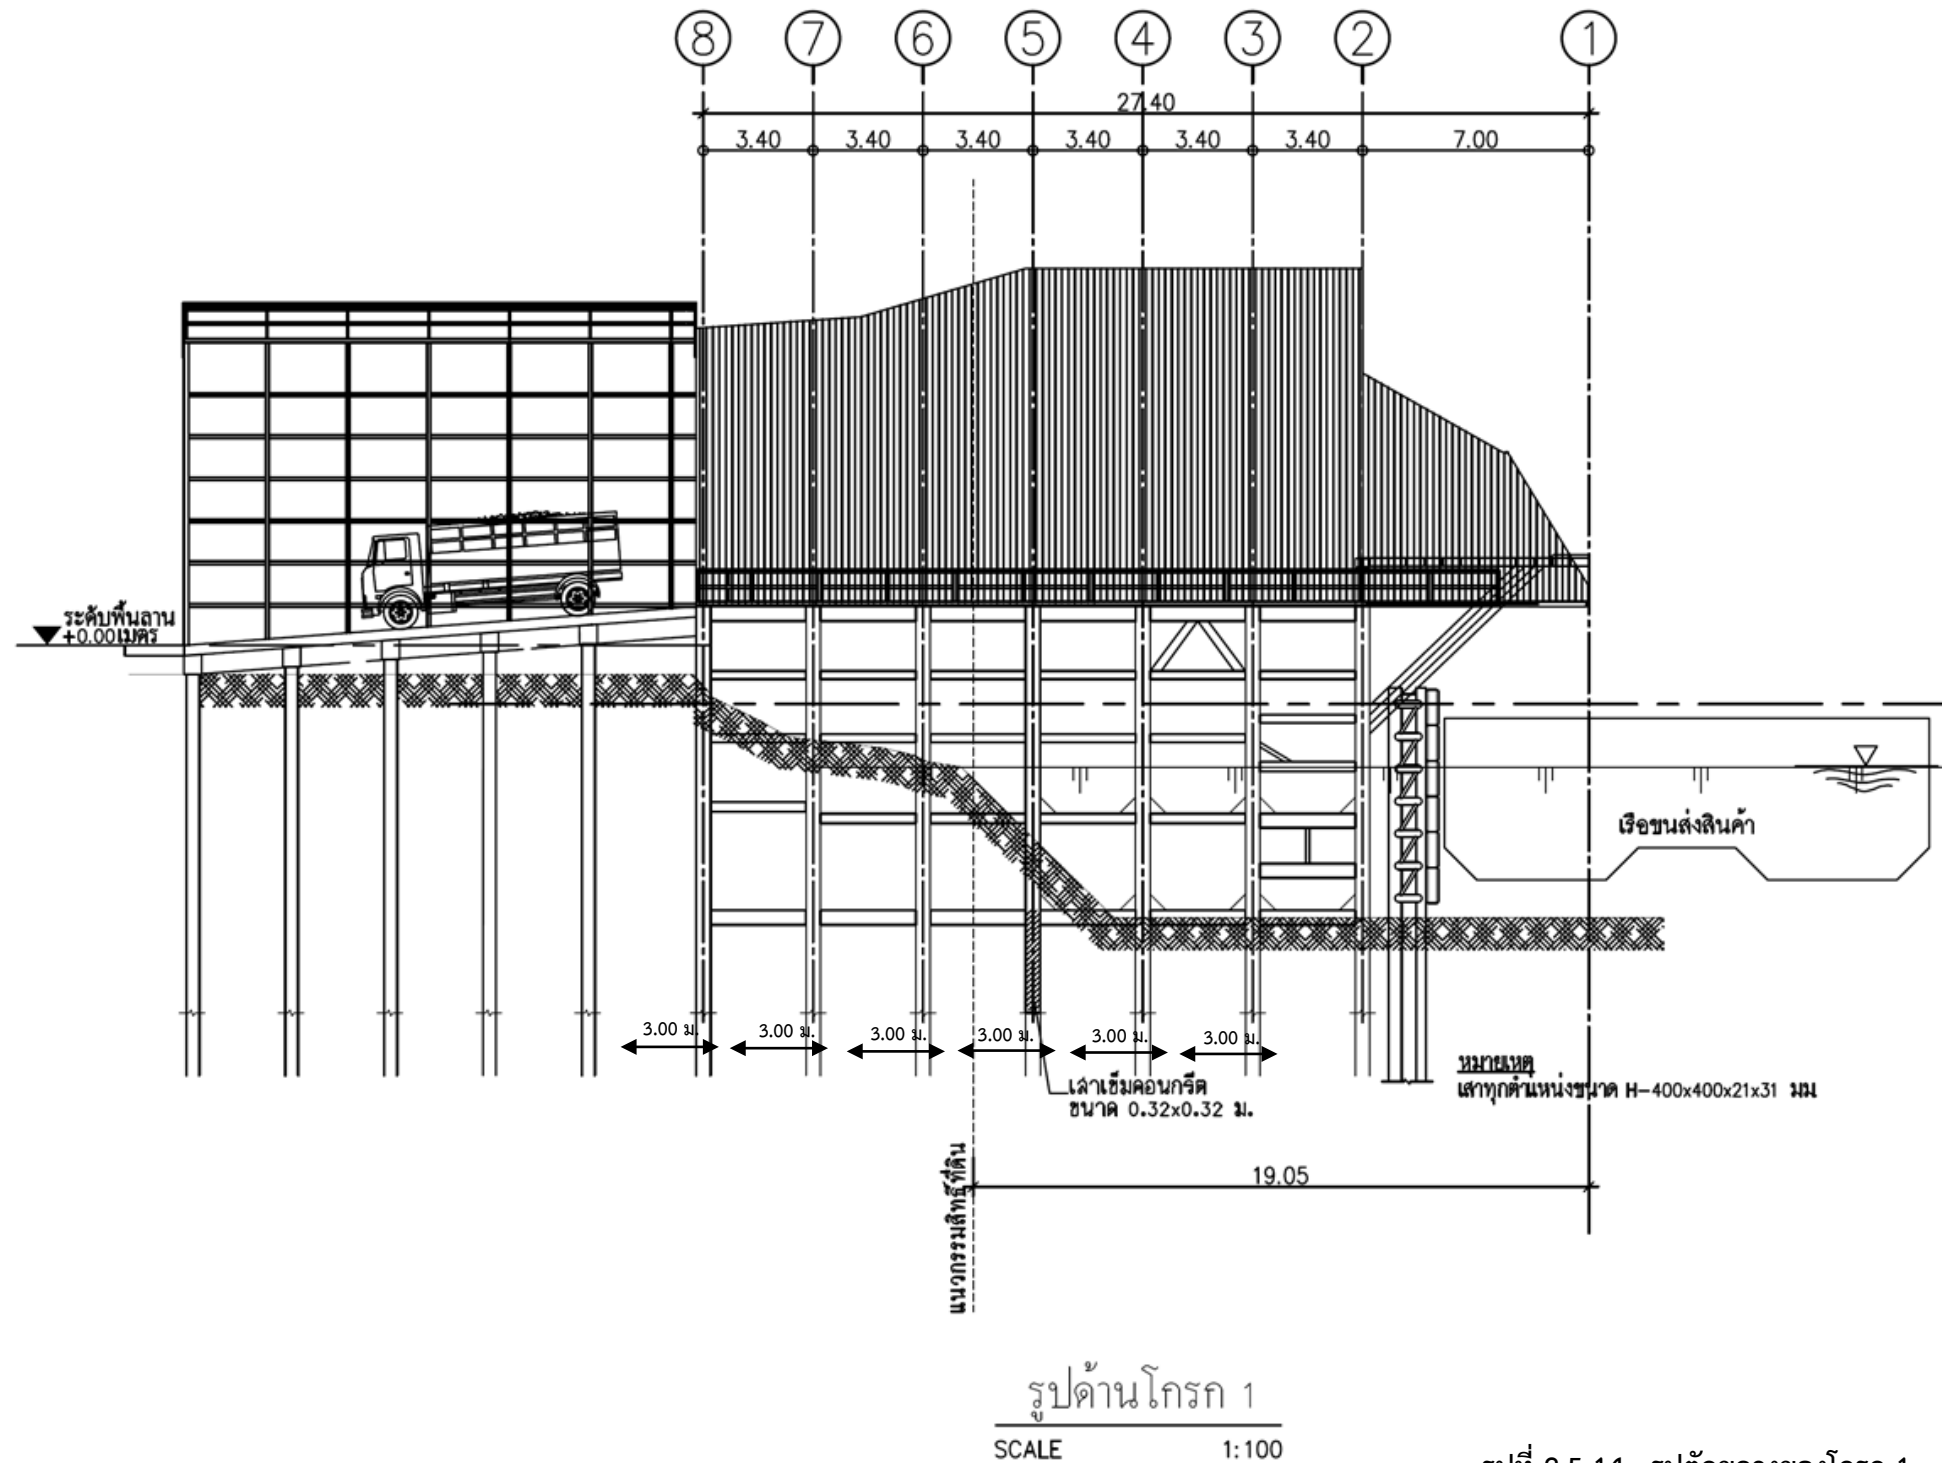 8 7 6 5 4 3 2 1
27.40
3.40 3.40 3.40 3.40 3.40 3.40 7.00
ระดับพื้นลาน
+0.00เมตร
เรือขนส่งสินค้า
3.00 ม. 3.00 ม. 3.00 ม. 3.00 ม. 3.00 ม. 3.00 ม.
เสาเข็มคอนกรีต
ขนาด 0.32x0.32 ม.
หมายเหตุ
เสาทุกตำแหน่งขนาด H-400x400x21x31 มม
19.05
แนวกรรมสิทธิ์ที่ดิน
รูปด้านโกรก 1
SCALE 1:100